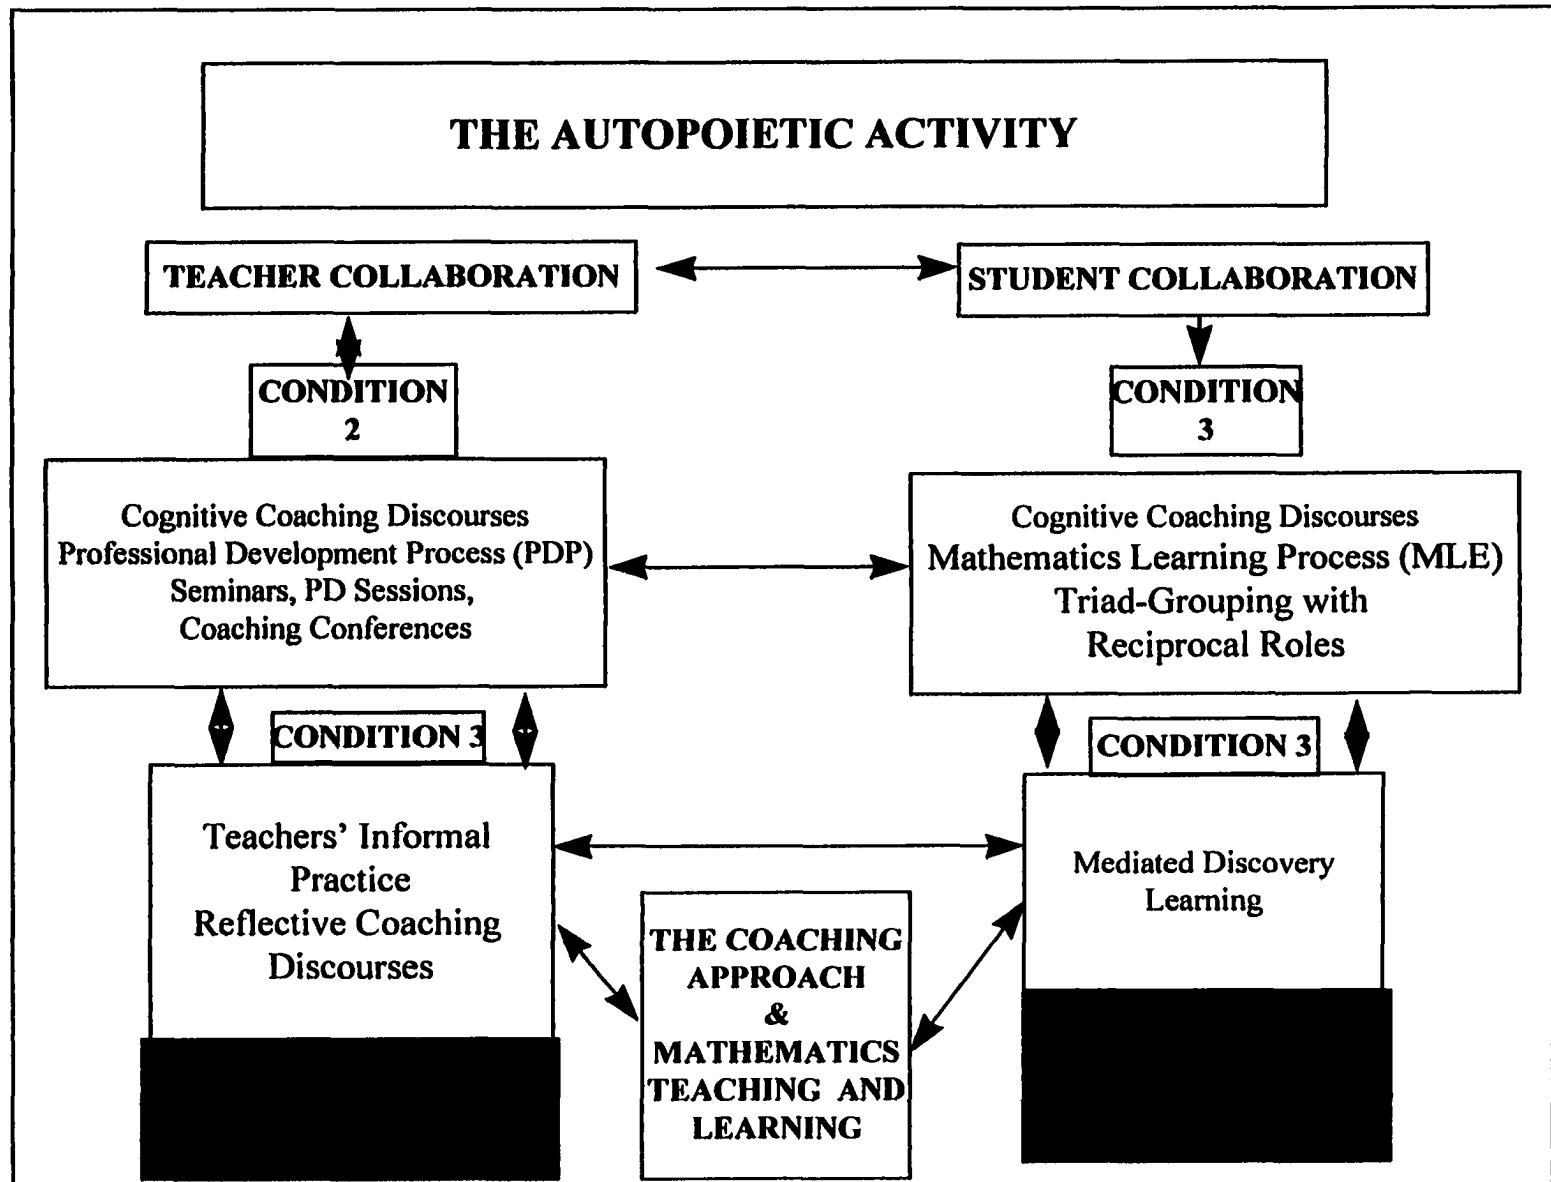 THE AUTOPOIETIC ACTIVITY
TEACHER COLLABORATION
STUDENT COLLABORATION
CONDITION
2
CONDITION
3
Cognitive Coaching Discourses
Professional Development Process (PDP)
Seminars, PD Sessions,
Coaching Conferences
Cognitive Coaching Discourses
Mathematics Learning Process (MLE)
Triad-Grouping with
Reciprocal Roles
CONDITION 3
CONDITION 3
Teachers’ Informal
Practice
Reflective Coaching
Discourses
Mediated Discovery
Learning
THE COACHING
APPROACH
&
MATHEMATICS
TEACHING AND
LEARNING